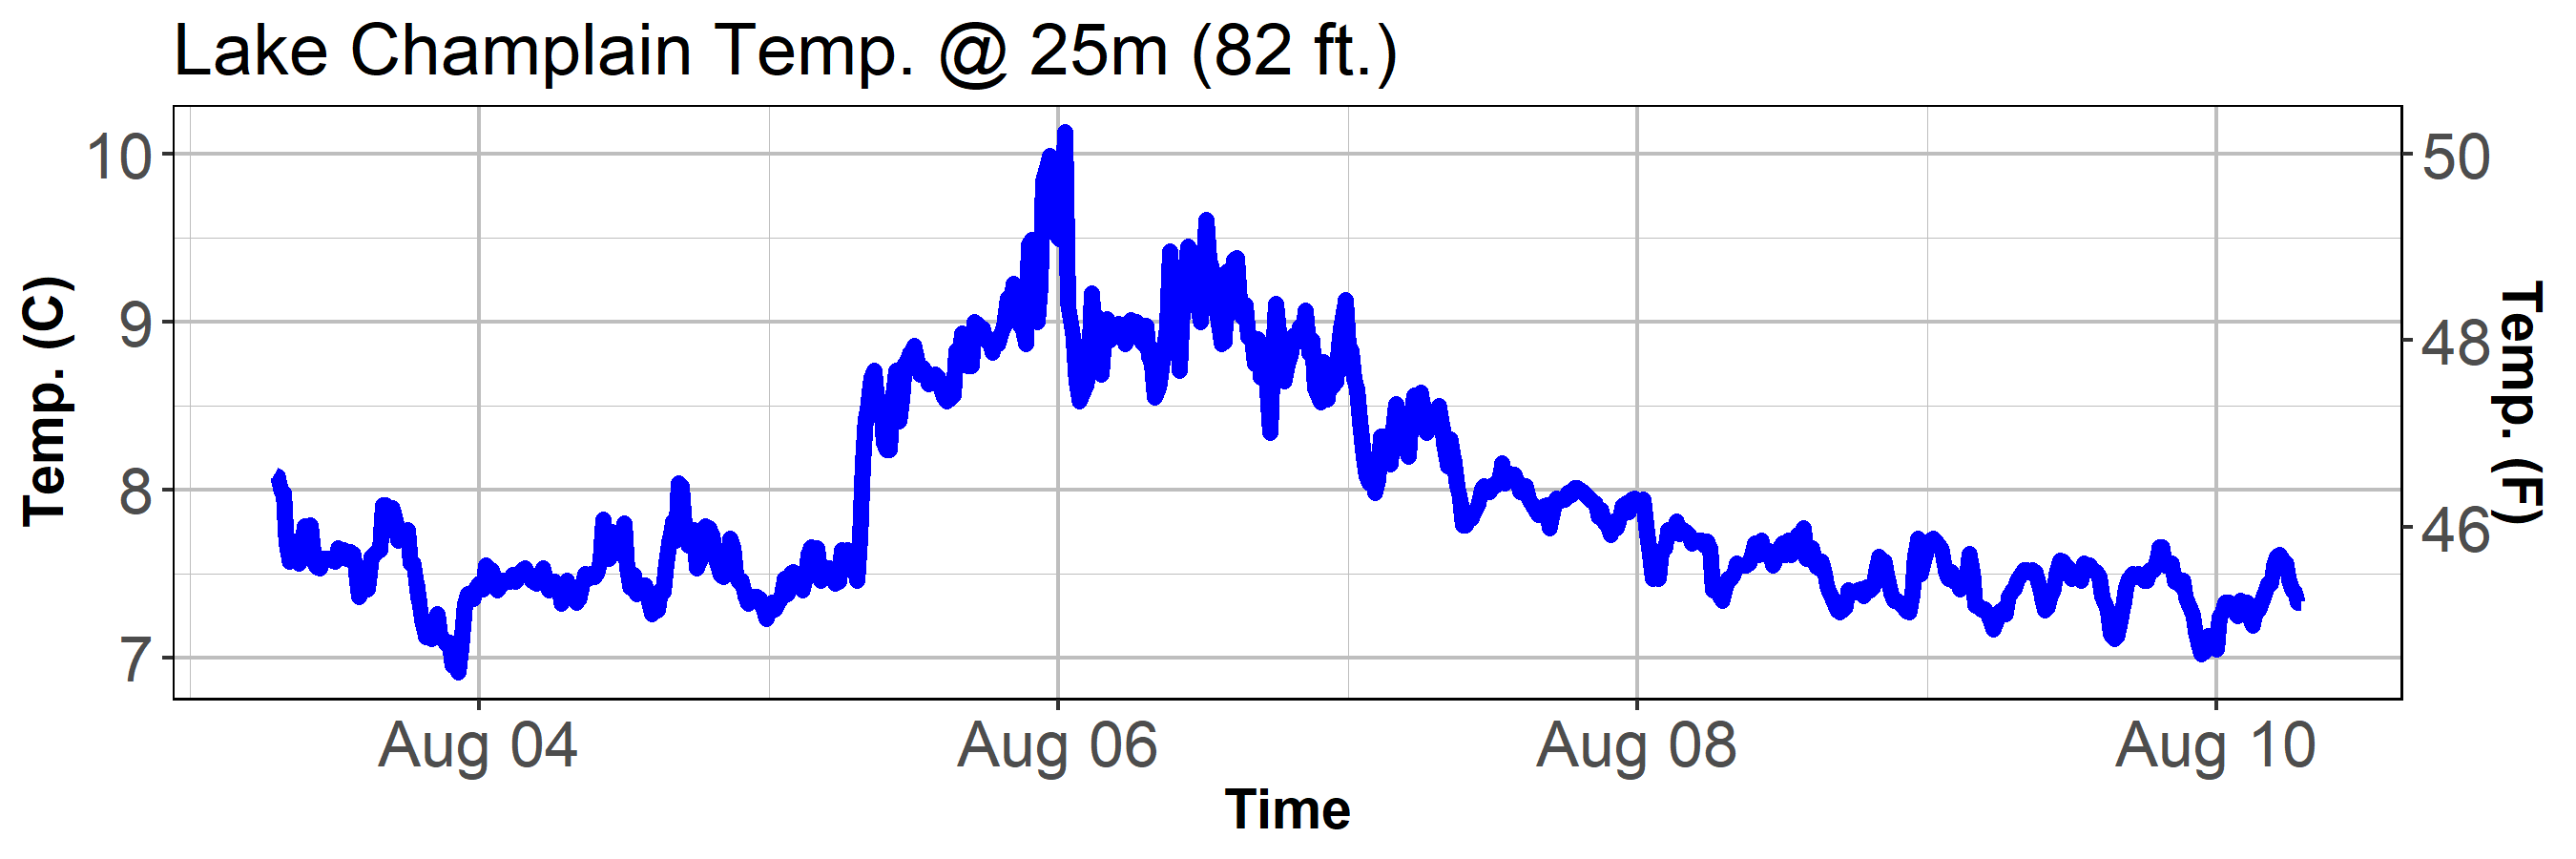 Lake Champlain Temp. @ 25m (82 ft.)
10
9
8
7
Temp. (C)
50
48
46
Temp. (F)
Aug 04
Aug 06
Aug 08
Aug 10
Time